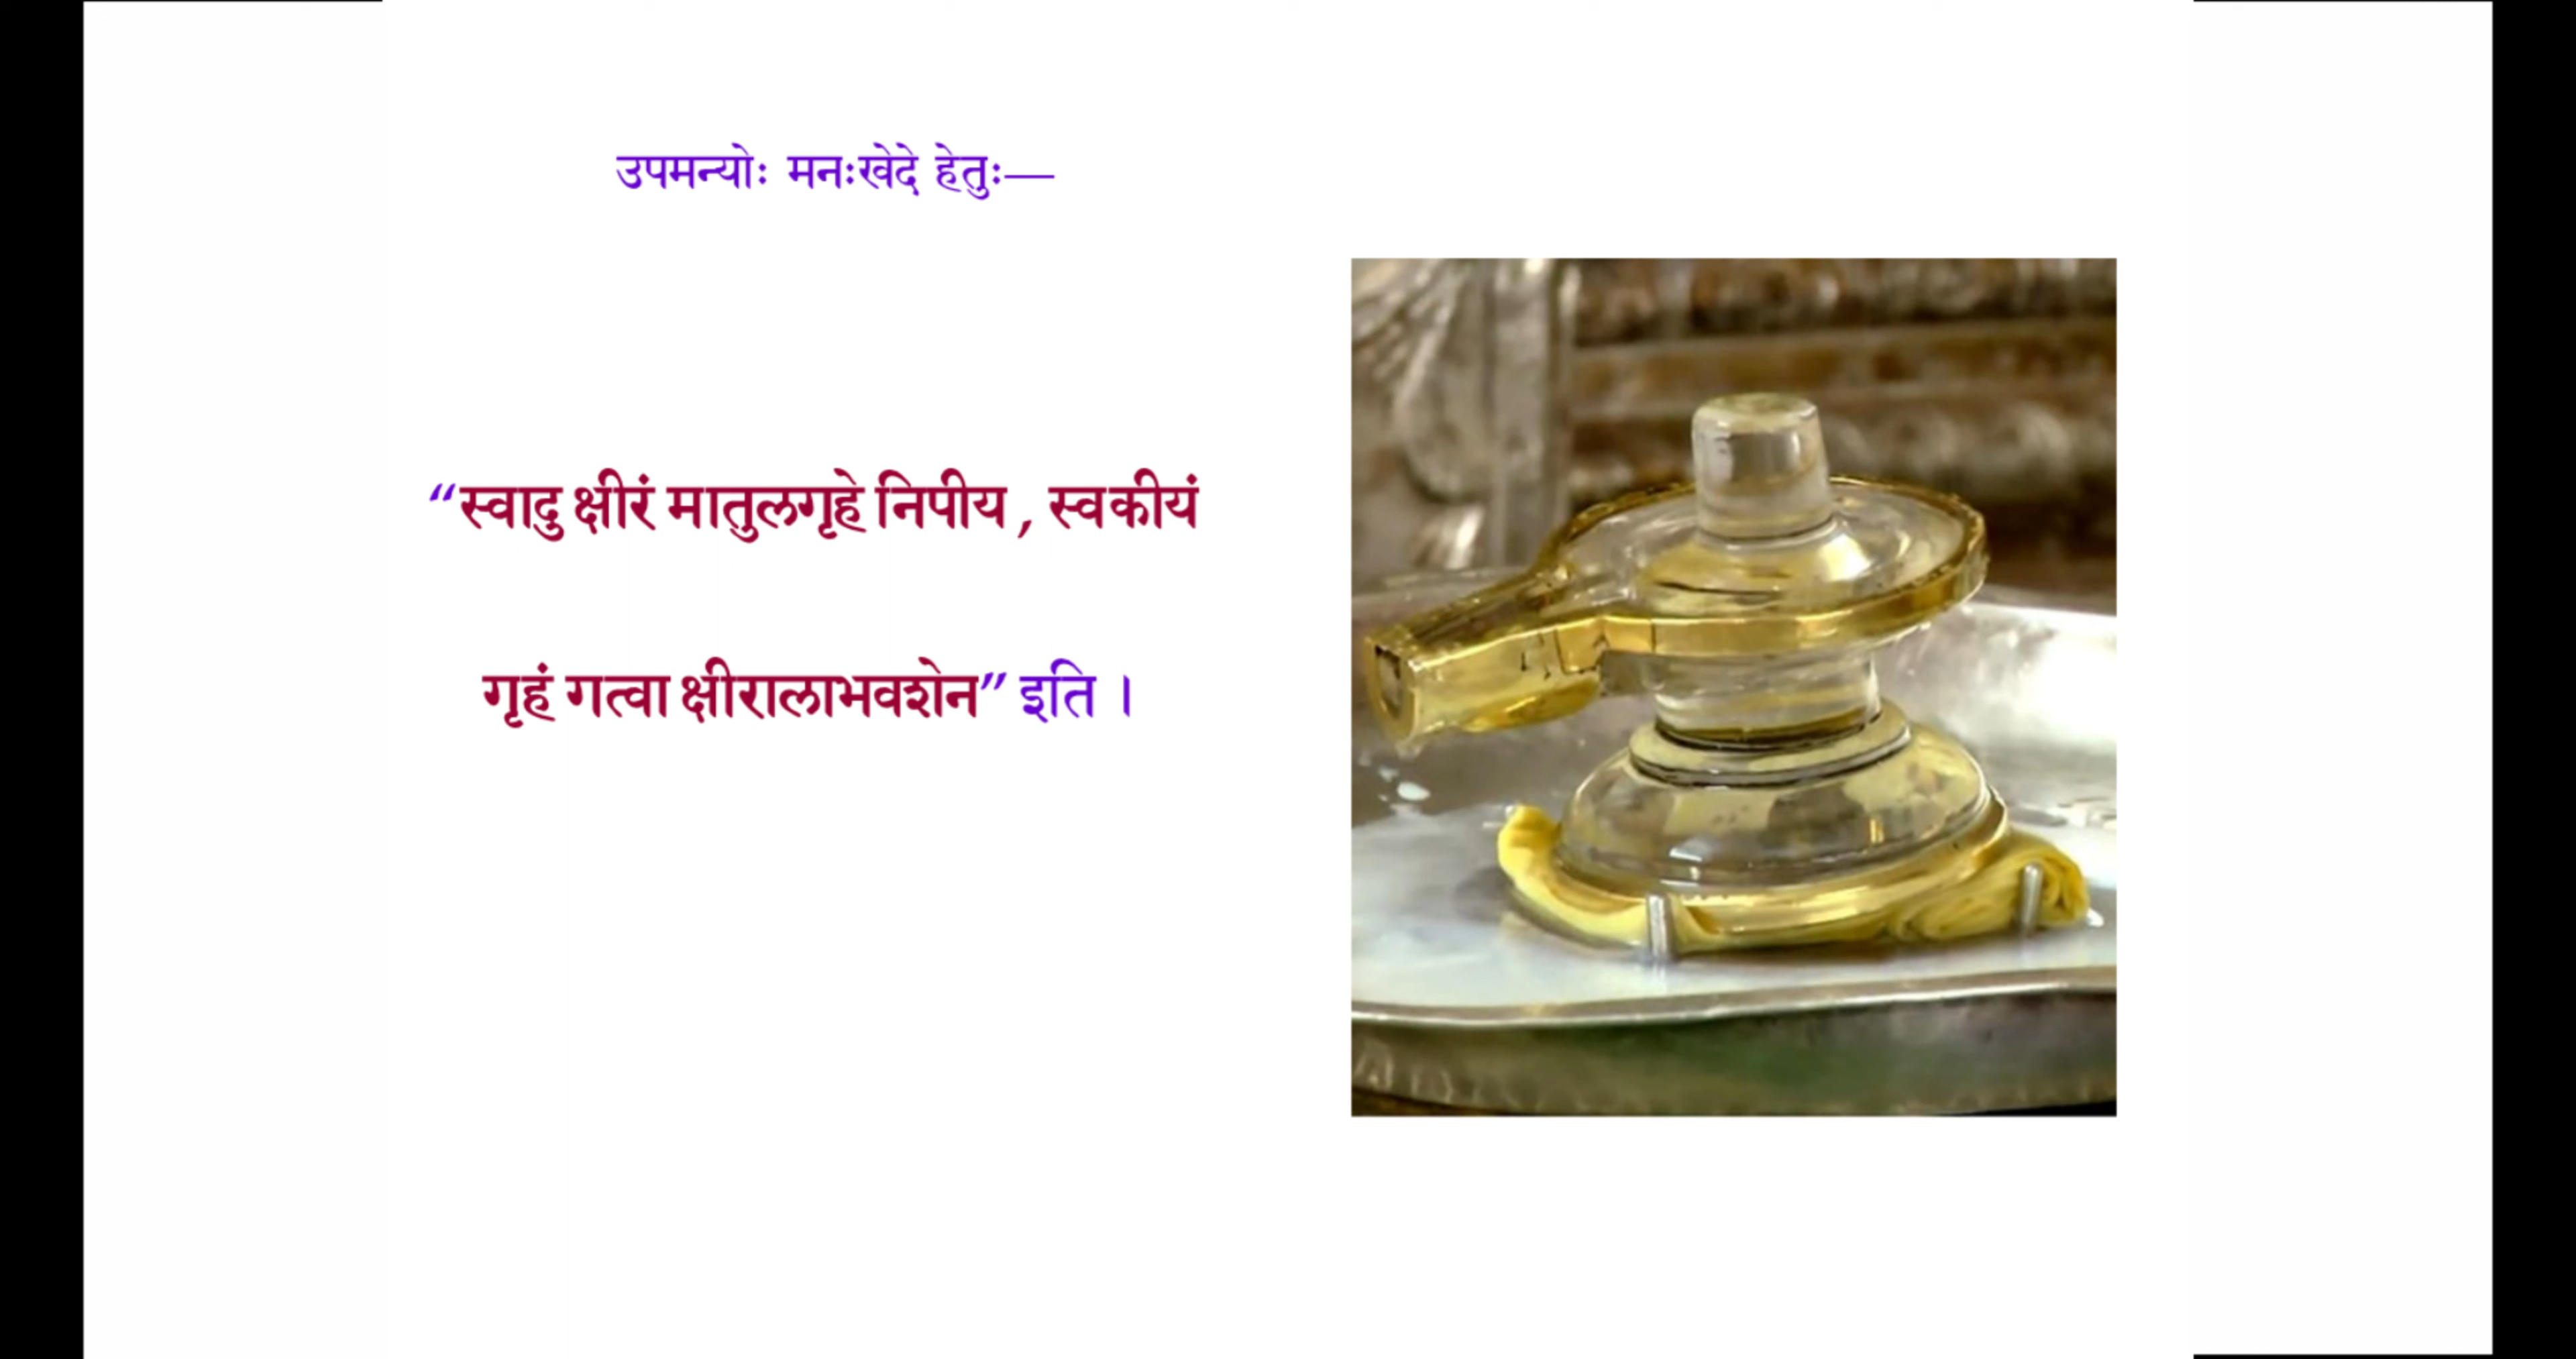 उपमन्योः मनःखेदे हेतुः—
“स्वादु क्षीरं मातुलगृहे निपीय , स्वकीयं
गृहं गत्वा क्षीरालाभवशेन” इति ।